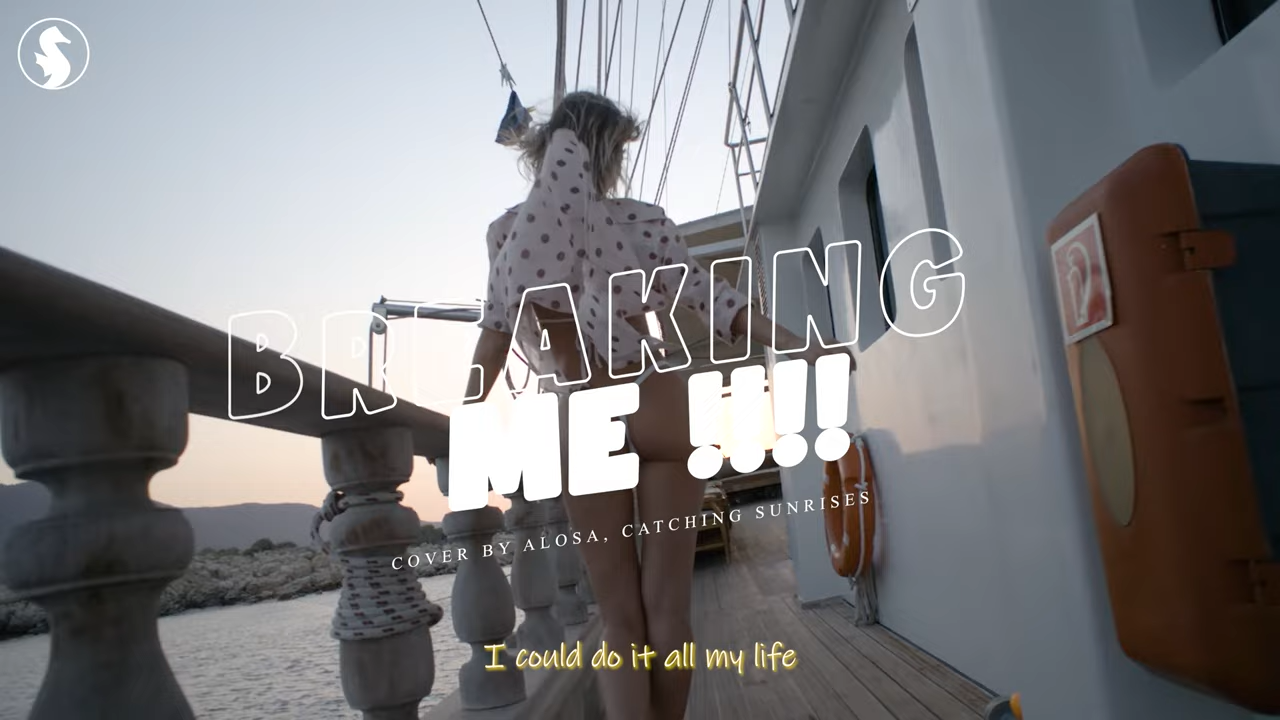 BREAKING
ME !!!!
COVER BY ALOSA, CATCHING SUNRISES
I could do it all my life